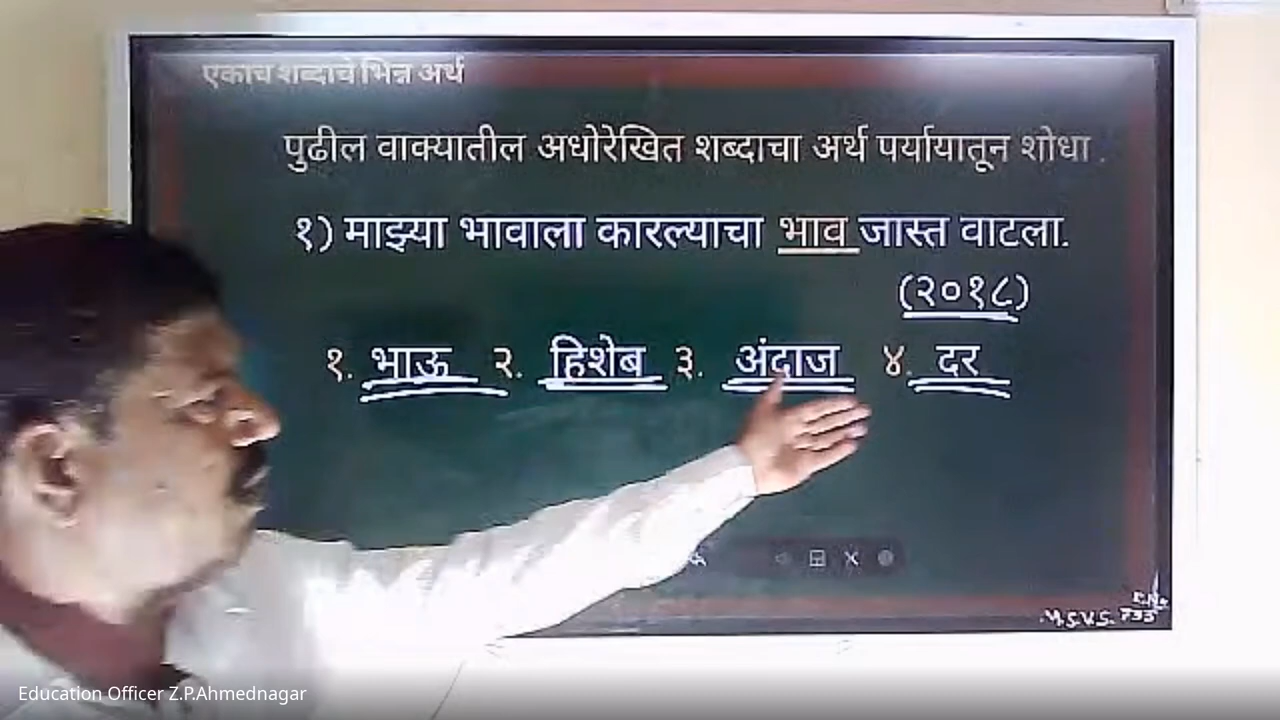 एकाच शब्दाचे भिन्न अर्थ
पुढील वाक्यातील अधोरेखित शब्दाचा अर्थ पर्यायातून शोधा .
१) माझ्या भावाला कारल्याचा भाव जास्त वाटला.
(२०१८)
१. भाऊ २. हिशेब ३. अंदाज ४. दर
M.S.V.S. 733
Education Officer Z.P.Ahmednagar